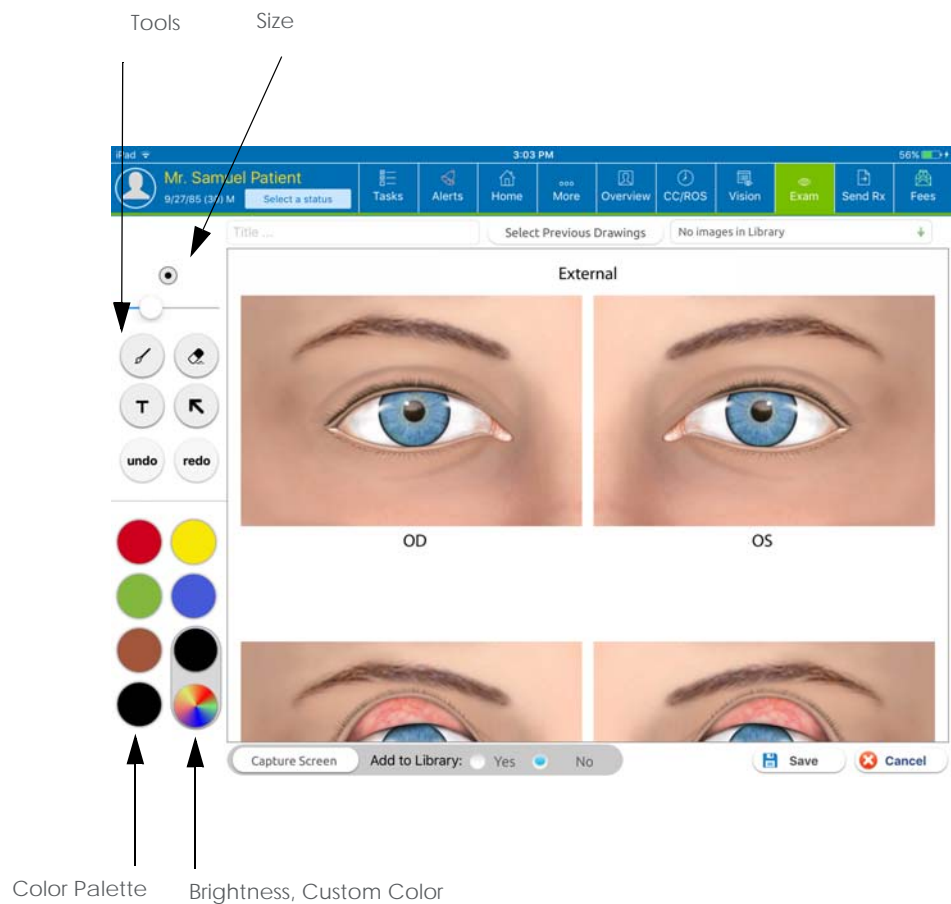 Tools Size
iPad 3:03 PM 56%
Mr. Samuel Patient
9/27/85 (30) M Select a status
Tasks Alerts Home More Overview CC/ROS Vision Exam Send Rx Fees
Title ... Select Previous Drawings No images in Library
External
T
undo redo
OD OS
Capture Screen Add to Library: Yes No Save Cancel
Color Palette Brightness, Custom Color